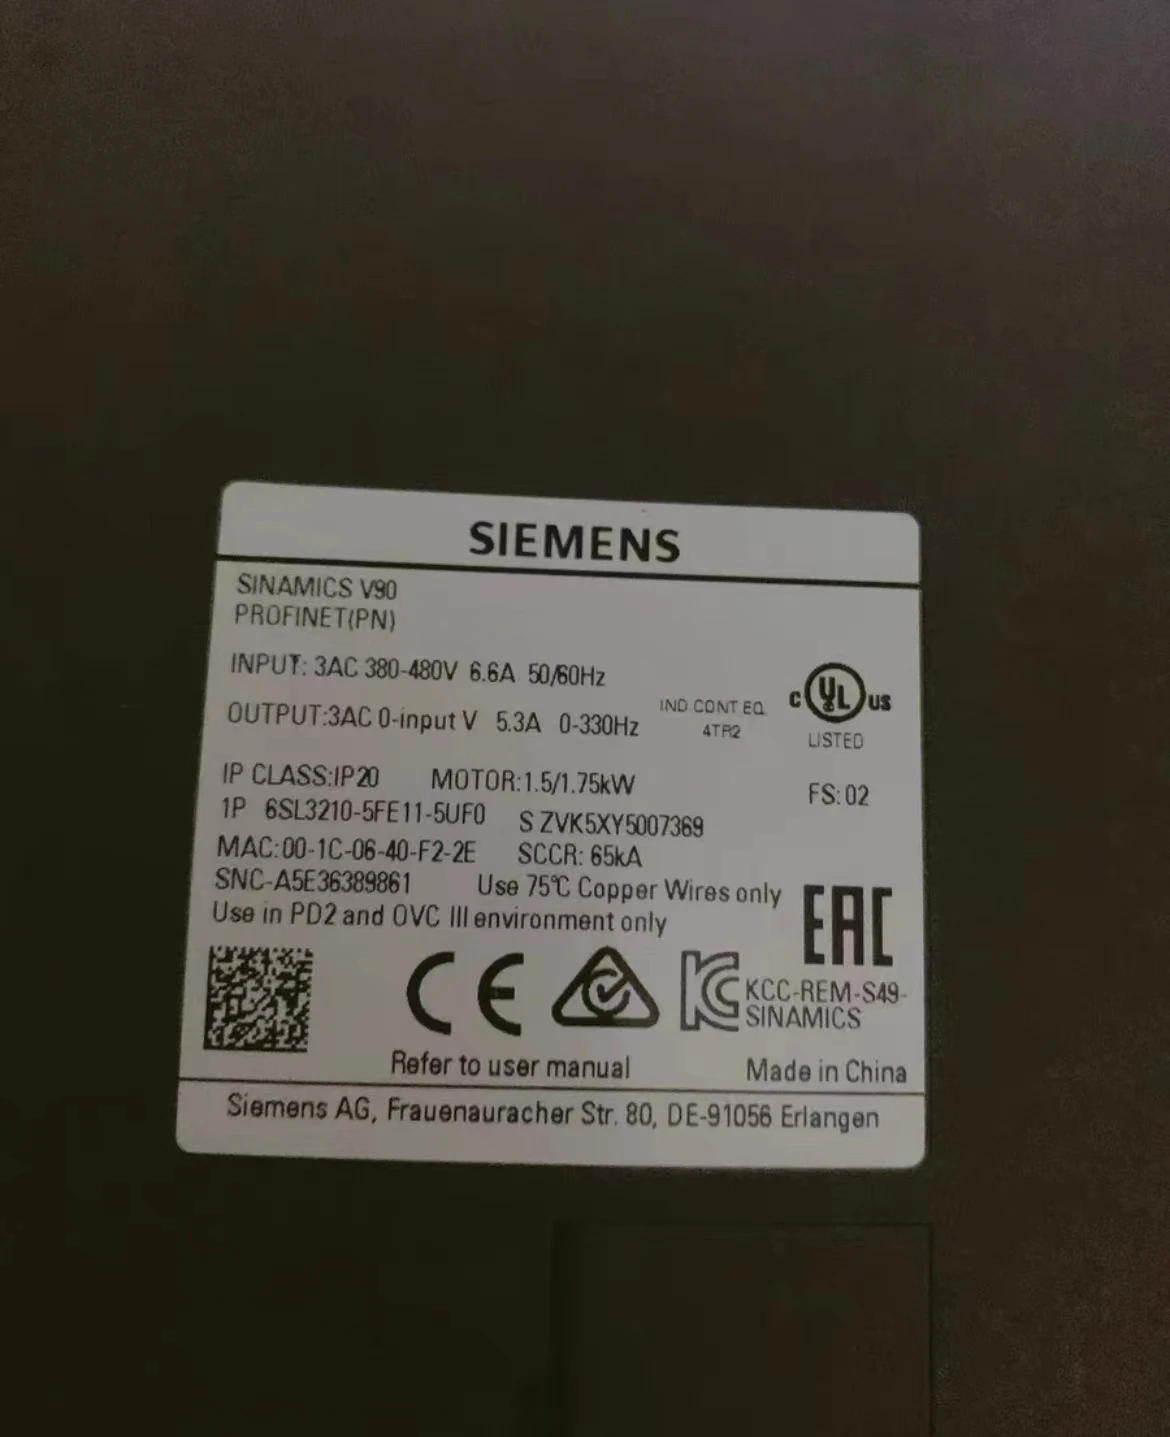 SIEMENS
SINAMICS V90
PROFINET(PN)
INPUT: 3AC 380-480V 6.6A 50/60Hz
OUTPUT:3AC 0-input V 5.3A 0-330Hz
IND CONT EQ.
4TR2
C UL US
LISTED
IP CLASS:IP20 MOTOR:1.5/1.75kW
FS:02
1P 6SL3210-5FE11-5UF0 S ZVK5XY5007369
MAC:00-1C-06-40-F2-2E SCCR: 65kA
SNC-A5E36389861 Use 75℃ Copper Wires only
Use in PD2 and OVC III environment only
EAC
CE
KC
KCC-REM-S49-
SINAMICS
Refer to user manual Made in China
Siemens AG, Frauenauracher Str. 80, DE-91056 Erlangen